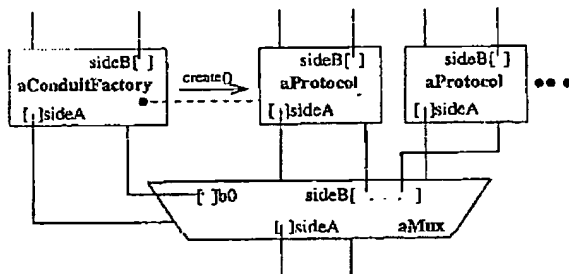 sideB[ ]
aConduitFactory
[ ]sideA
create()
sideB[ ]
aProtocol
[ ]sideA
sideB[ ]
aProtocol
[ ]sideA
[ ]b0
sideB[ . . . ]
[ ]sideA
aMux